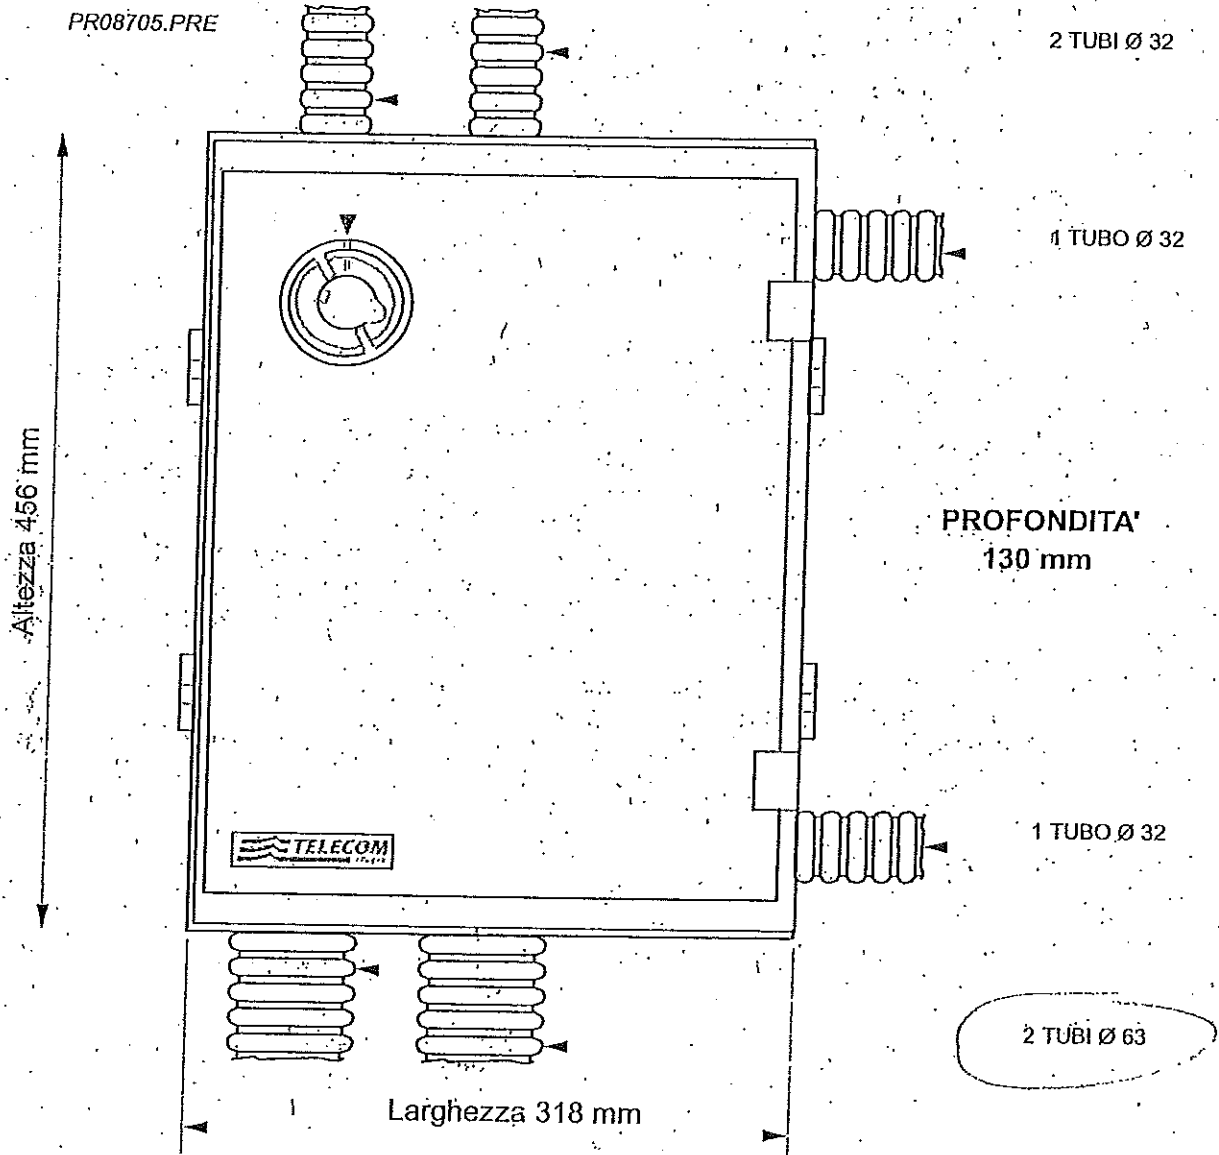 PR08705.PRE
2 TUBI Ø 32
1 TUBO Ø 32
Altezza 456 mm
PROFONDITA'
130 mm
TELECOM
ITALIA
1 TUBO Ø 32
2 TUBI Ø 63
Larghezza 318 mm